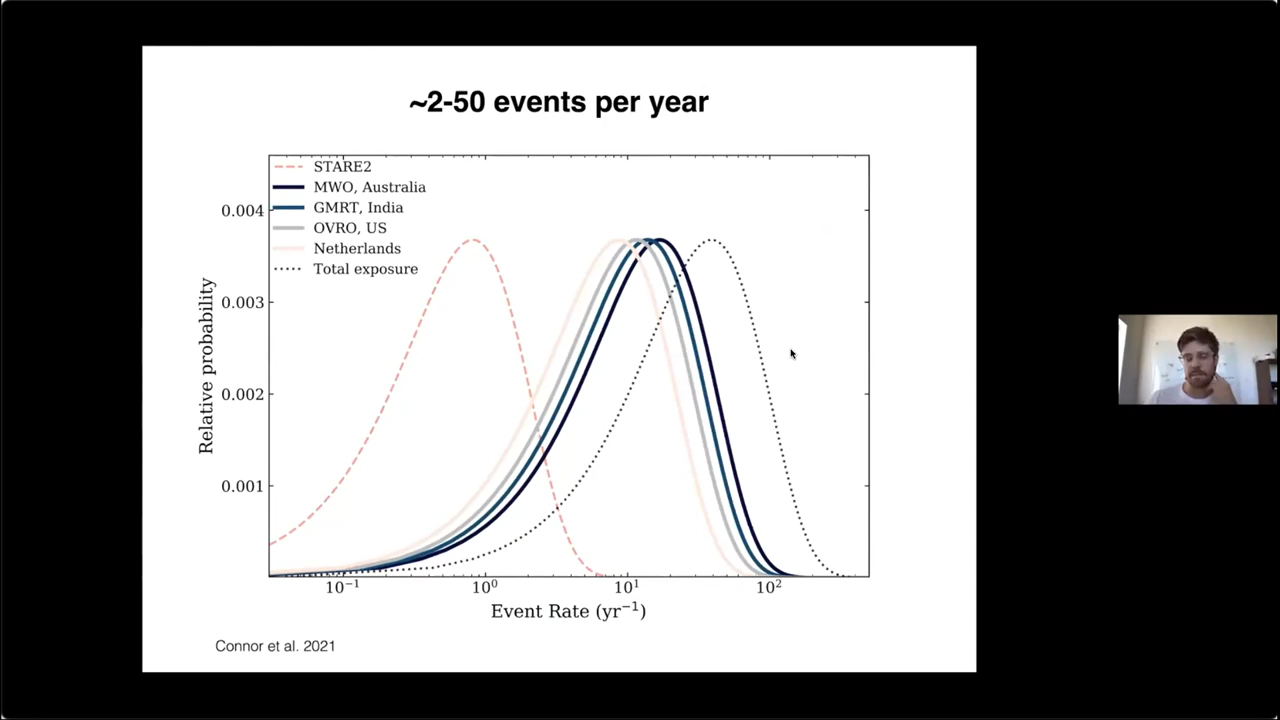 ~2-50 events per year
STARE2
MWO, Australia
GMRT, India
OVRO, US
Netherlands
Total exposure
0.004
0.003
0.002
0.001
Relative probability
10⁻¹ 10⁰ 10¹ 10²
Event Rate (yr⁻¹)
Connor et al. 2021